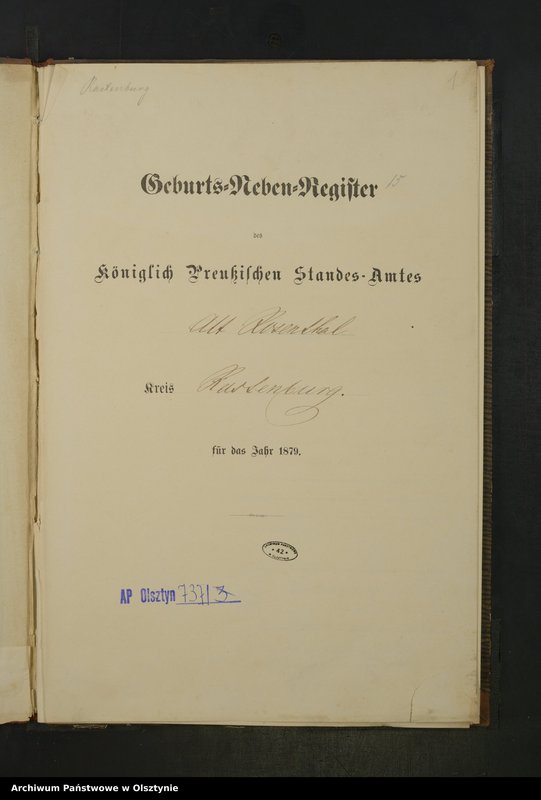 Rastenburg
1
Geburts-Neben-Register 15
des
Königlich Preußischen Standes-Amtes
Alt Rosenthal
Kreis Rastenburg.
für das Jahr 1879.
* 42 *
AP Olsztyn 737/3
Archiwum Państwowe w Olsztynie